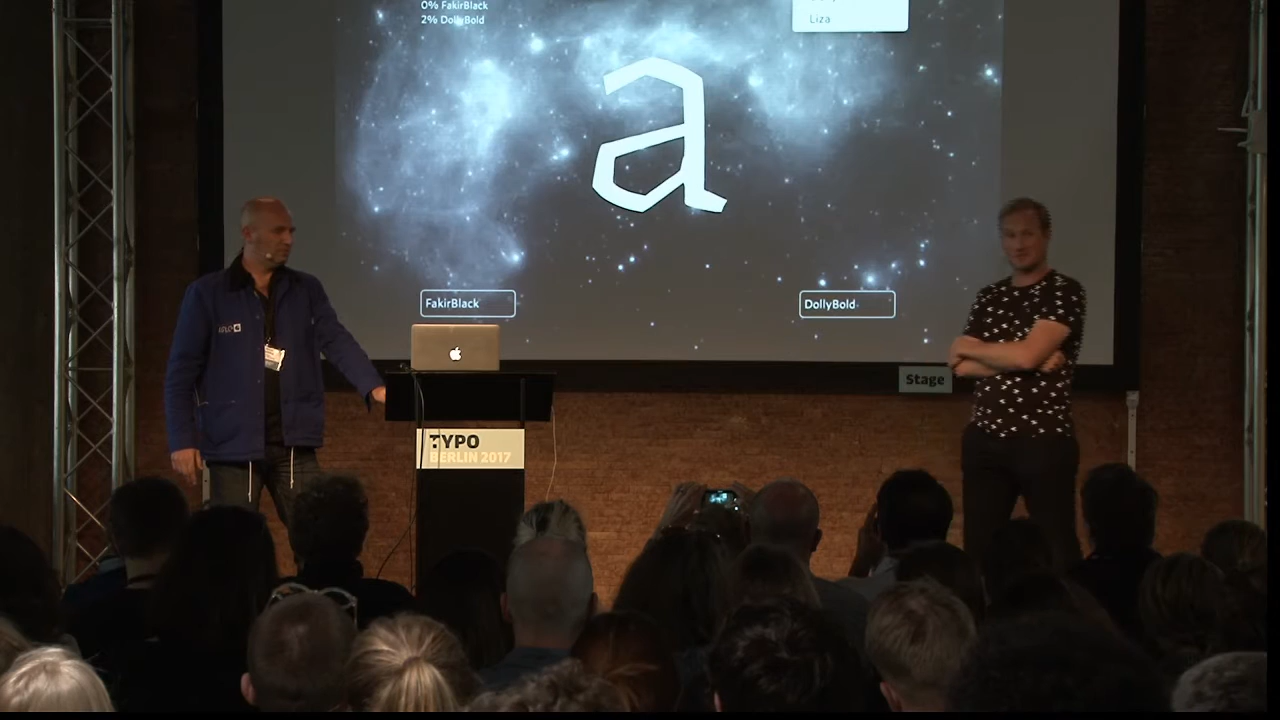 0% FakirBlack
2% DollyBold
Liza
a
FakirBlack
DollyBold
Stage
TYPO
BERLIN 2017